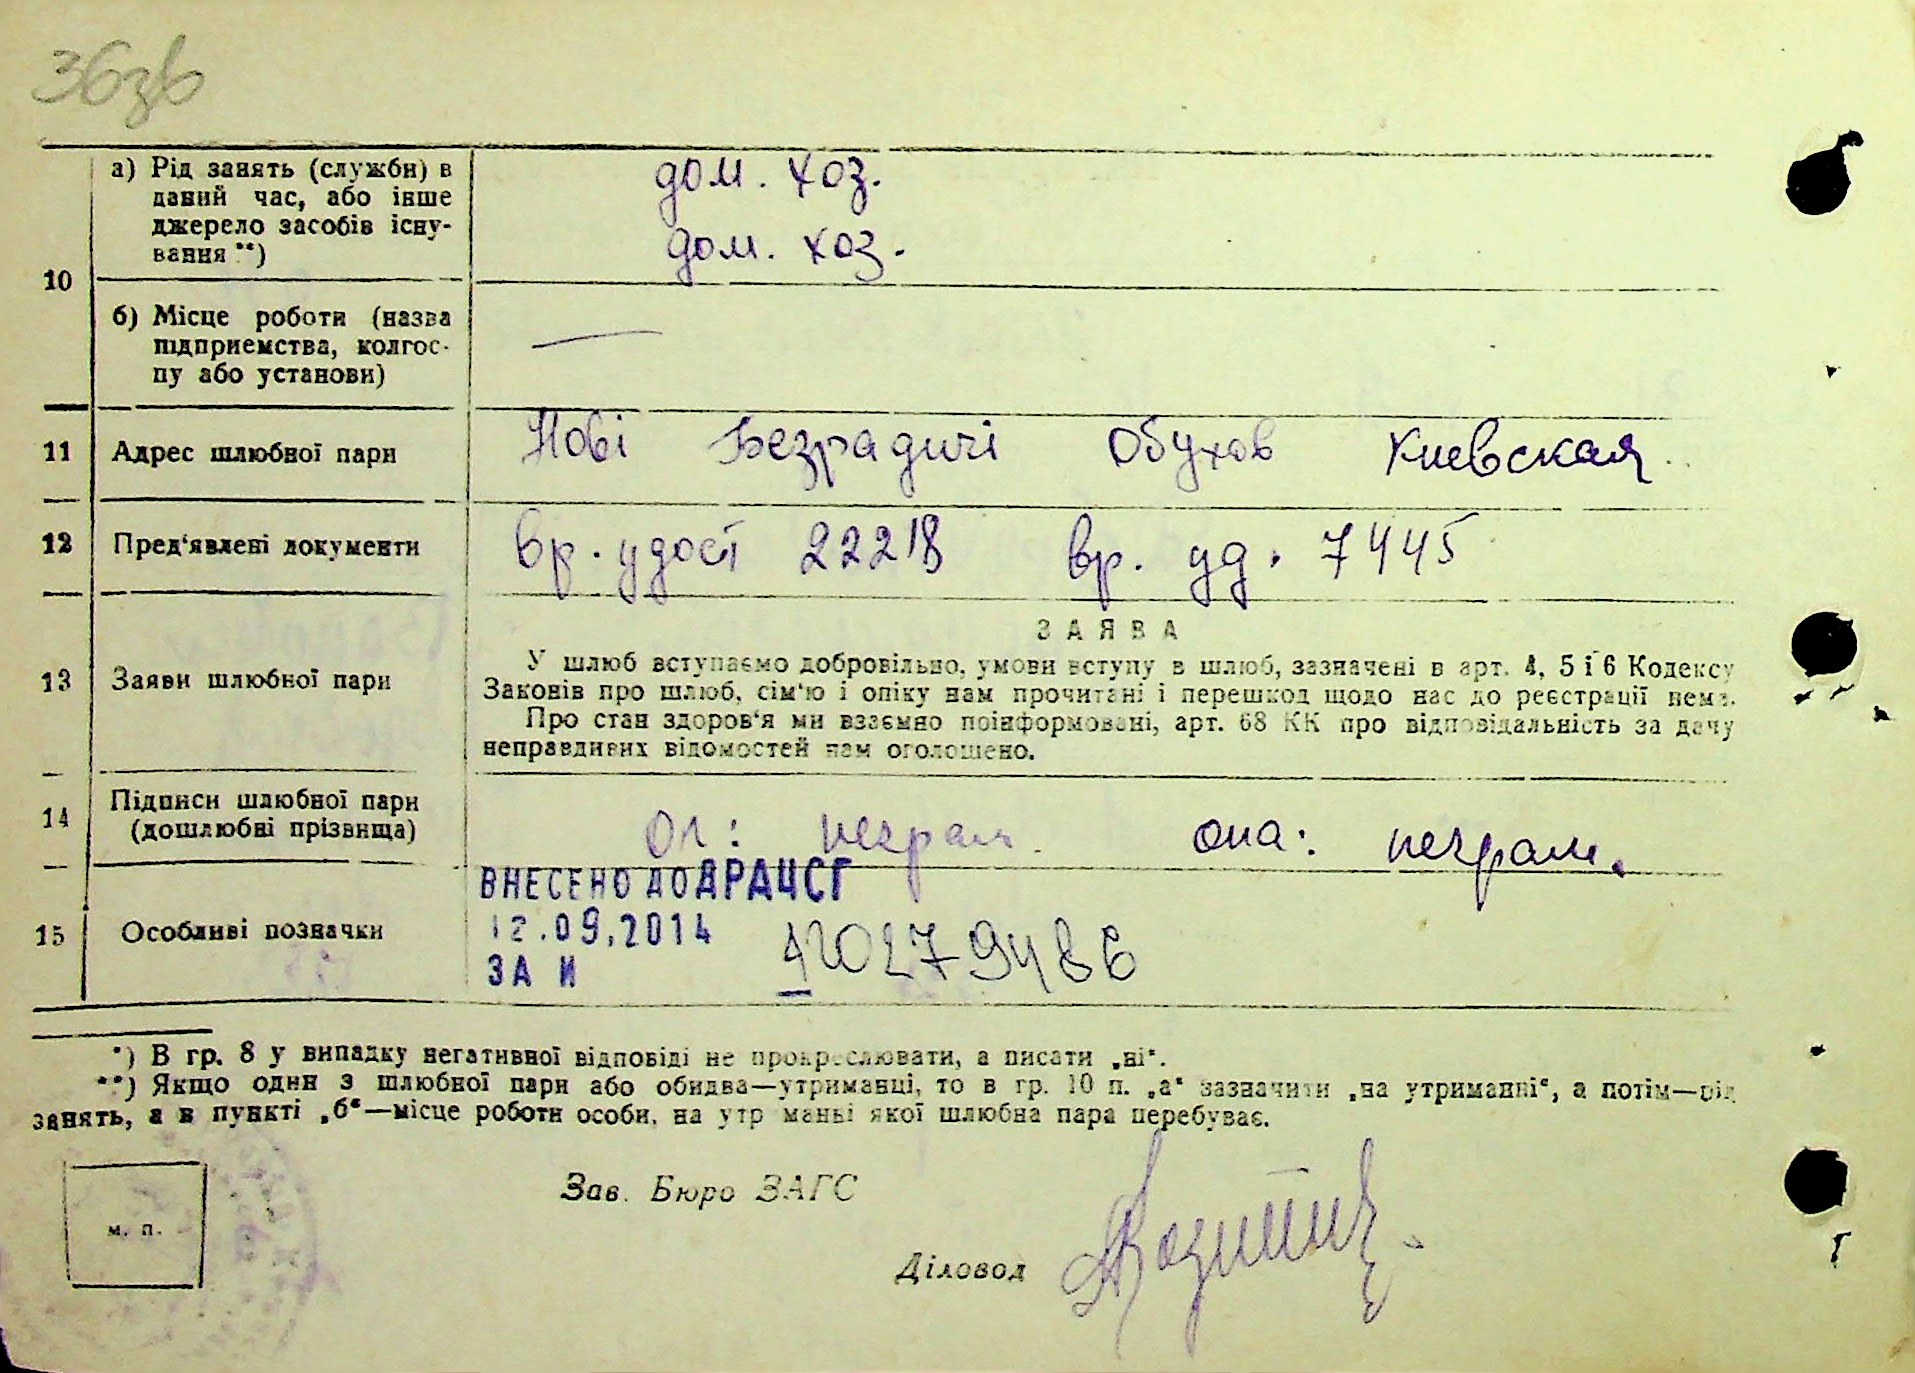 36зв
10
а) Рід занять (служби) в
даний час, або інше
джерело засобів існу-
вання **)
дом. хоз.
дом. хоз.
б) Місце роботи (назва
підприємства, колгос-
пу або установи)
—
11 Адрес шлюбної пари Нові Безрадичі Обухов Киевская
12 Пред'явлені документи вр. удост 22218 вр. уд. 7445
13 Заяви шлюбної пари
ЗАЯВА
У шлюб вступаємо добровільно, умови вступу в шлюб, зазначені в арт. 4, 5 і 6 Кодексу
Законів про шлюб, сім'ю і опіку нам прочитані і перешкод щодо нас до реєстрації нема.
Про стан здоров'я ми взаємно поінформовані, арт. 68 КК про відповідальність за дачу
неправдивих відомостей нам оголошено.
14 Підписи шлюбної пари
(дошлюбні прізвища)
он: неграм. она: неграм.
ВНЕСЕНО ДО ДРАЦСГ
15 Особливі позначки
12.09.2014
ЗА И
*) В гр. 8 у випадку негативної відповіді не прокреслювати, а писати „ні“.
**) Якщо один з шлюбної пари або обидва—утриманці, то в гр. 10 п. „а“ зазначити „на утриманні“, а потім—рід
занять, а в пункті „б“—місце роботи особи, на утриманні якої шлюбна пара перебуває.
м. п.
Зав. Бюро ЗАГС
Діловод